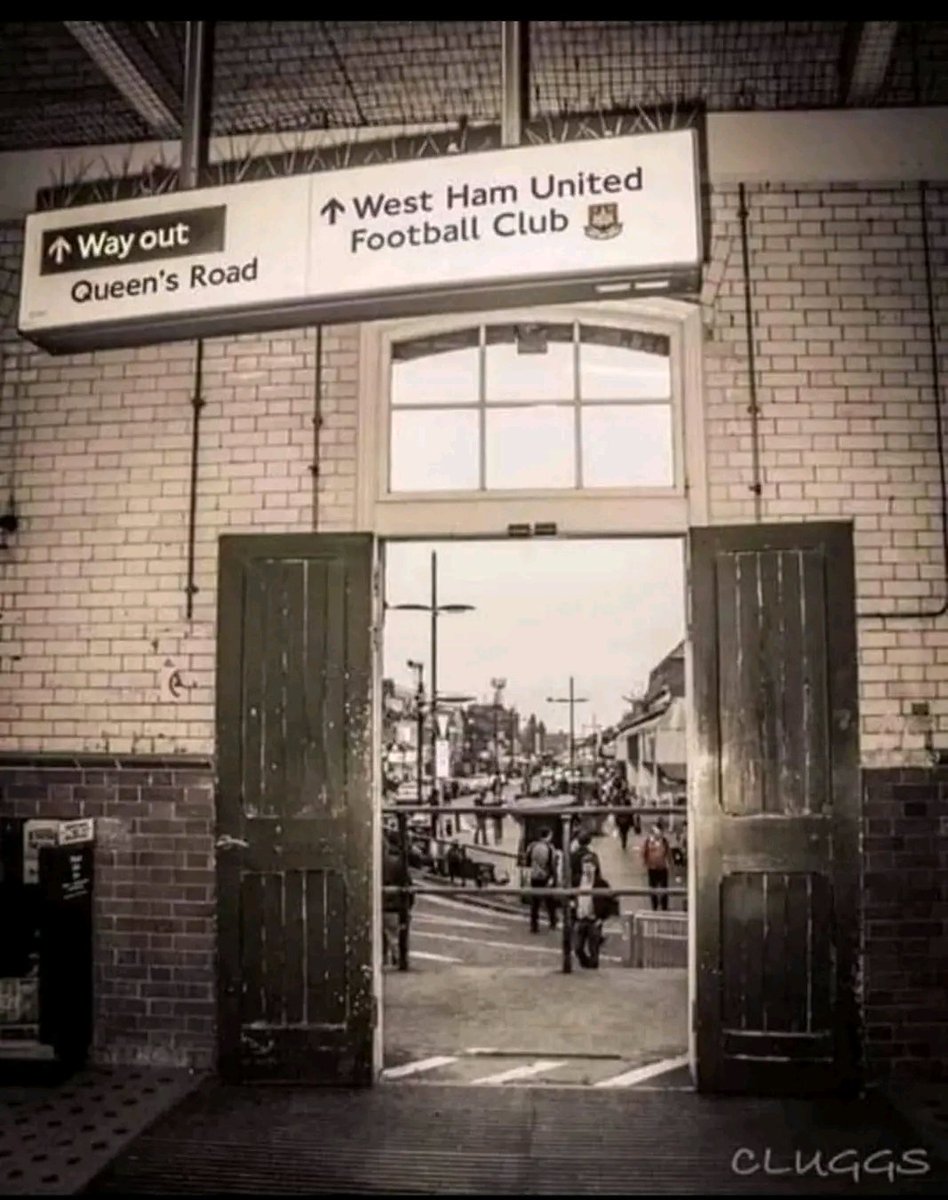 ↑ Way out
Queen's Road
↑ West Ham United
Football Club
CLUGGS